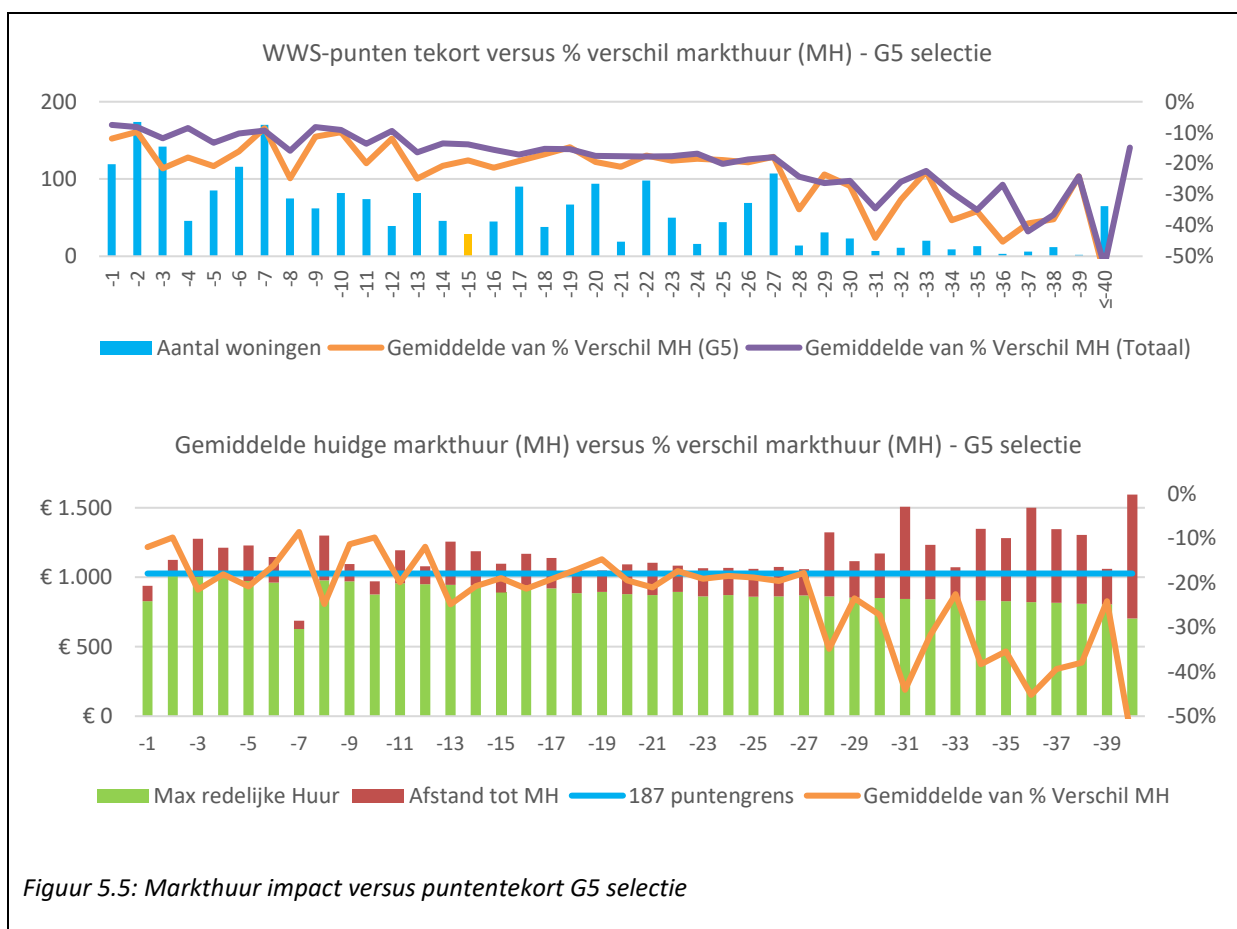 WWS-punten tekort versus % verschil markthuur (MH) - G5 selectie
200
100
0
0%
-10%
-20%
-30%
-40%
-50%
-1 -2 -3 -4 -5 -6 -7 -8 -9 -10 -11 -12 -13 -14 -15 -16 -17 -18 -19 -20 -21 -22 -23 -24 -25 -26 -27 -28 -29 -30 -31 -32 -33 -34 -35 -36 -37 -38 -39 ≤-40
Aantal woningen Gemiddelde van % Verschil MH (G5) Gemiddelde van % Verschil MH (Totaal)
Gemiddelde huidge markthuur (MH) versus % verschil markthuur (MH) - G5 selectie
€ 1.500
€ 1.000
€ 500
€ 0
0%
-10%
-20%
-30%
-40%
-50%
-1 -3 -5 -7 -9 -11 -13 -15 -17 -19 -21 -23 -25 -27 -29 -31 -33 -35 -37 -39
Max redelijke Huur Afstand tot MH 187 puntengrens Gemiddelde van % Verschil MH
Figuur 5.5: Markthuur impact versus puntentekort G5 selectie